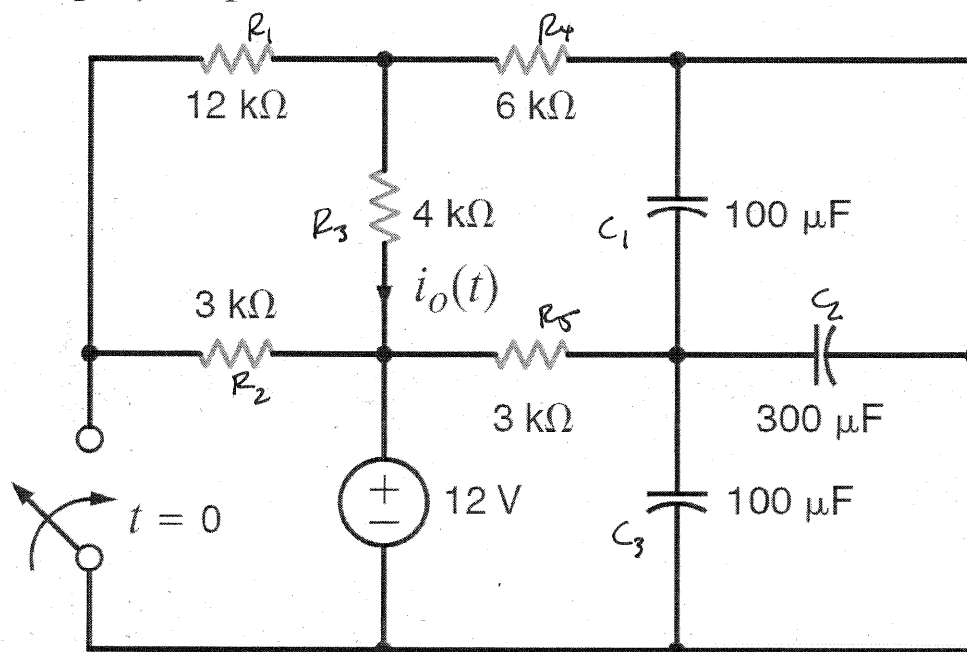 R₁ R₄
12 kΩ 6 kΩ
R₃ 4 kΩ C₁ 100 μF
i_o(t)
3 kΩ R₅ C₂
R₂ 3 kΩ 300 μF
t = 0 + − 12 V C₃ 100 μF